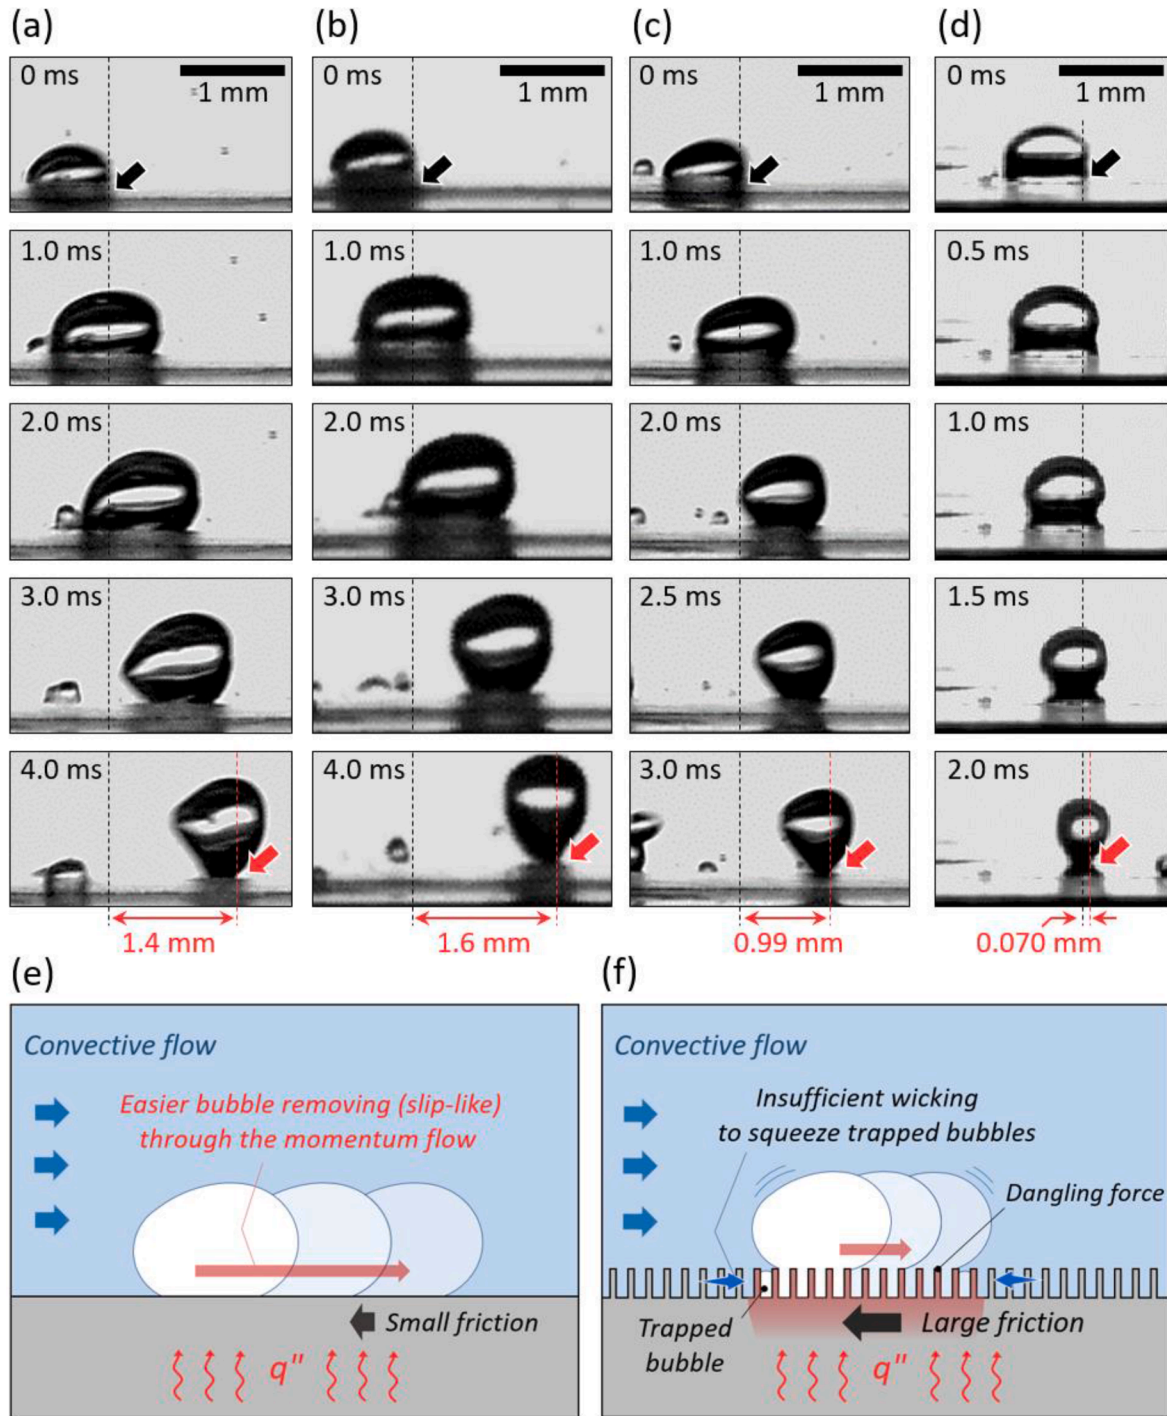 (a)
(b)
(c)
(d)
0 ms
1 mm
0 ms
1 mm
0 ms
1 mm
0 ms
1 mm
1.0 ms
1.0 ms
1.0 ms
0.5 ms
2.0 ms
2.0 ms
2.0 ms
1.0 ms
3.0 ms
3.0 ms
2.5 ms
1.5 ms
4.0 ms
4.0 ms
3.0 ms
2.0 ms
1.4 mm
1.6 mm
0.99 mm
0.070 mm
(e)
Convective flow
Easier bubble removing (slip-like)
through the momentum flow
Small friction
q"
(f)
Convective flow
Insufficient wicking
to squeeze trapped bubbles
Dangling force
Trapped
bubble
Large friction
q"